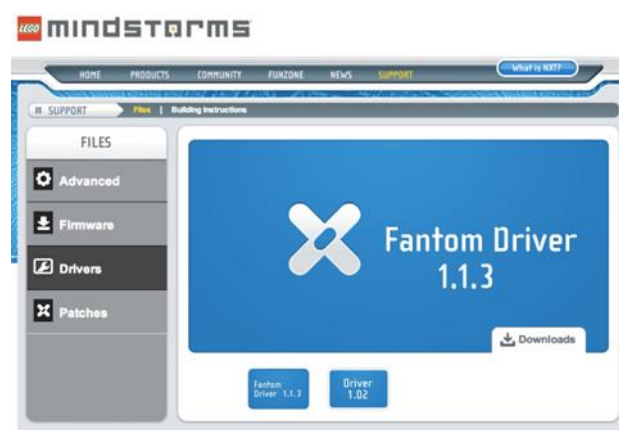 LEGO mindstorms
HOME PRODUCTS COMMUNITY FUNZONE NEWS SUPPORT What is NXT?
SUPPORT Files | Building Instructions
FILES
Advanced
Firmware
Drivers
Patches
Fantom Driver
1.1.3
Downloads
Fantom
Driver 1.1.3
Driver
1.02